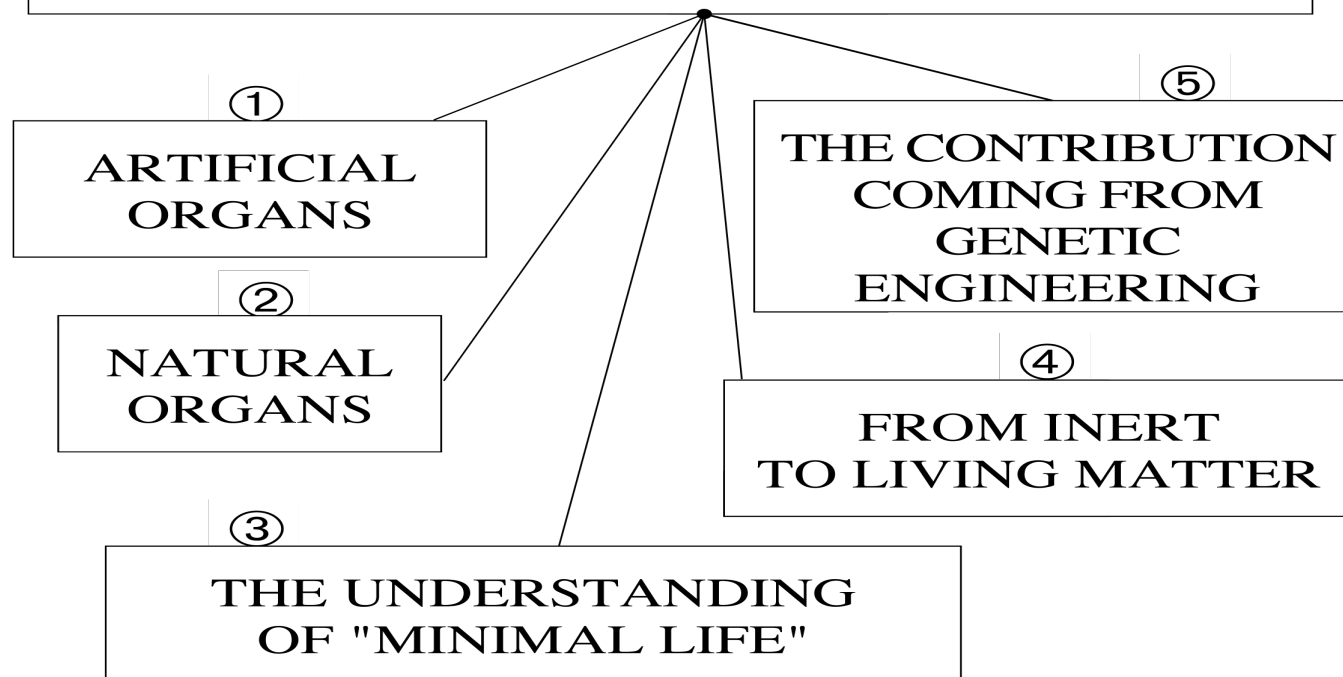 ①
ARTIFICIAL
ORGANS
②
NATURAL
ORGANS
③
THE UNDERSTANDING
OF "MINIMAL LIFE"
④
FROM INERT
TO LIVING MATTER
⑤
THE CONTRIBUTION
COMING FROM
GENETIC
ENGINEERING